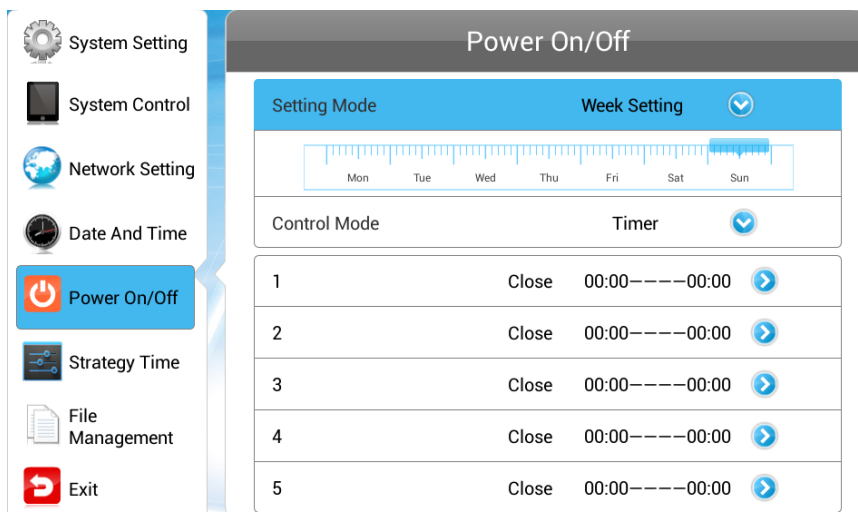 System Setting
System Control
Network Setting
Date And Time
Power On/Off
Strategy Time
File
Management
Exit
Power On/Off
Setting Mode Week Setting
Mon Tue Wed Thu Fri Sat Sun
Control Mode Timer
1 Close 00:00----00:00
2 Close 00:00----00:00
3 Close 00:00----00:00
4 Close 00:00----00:00
5 Close 00:00----00:00